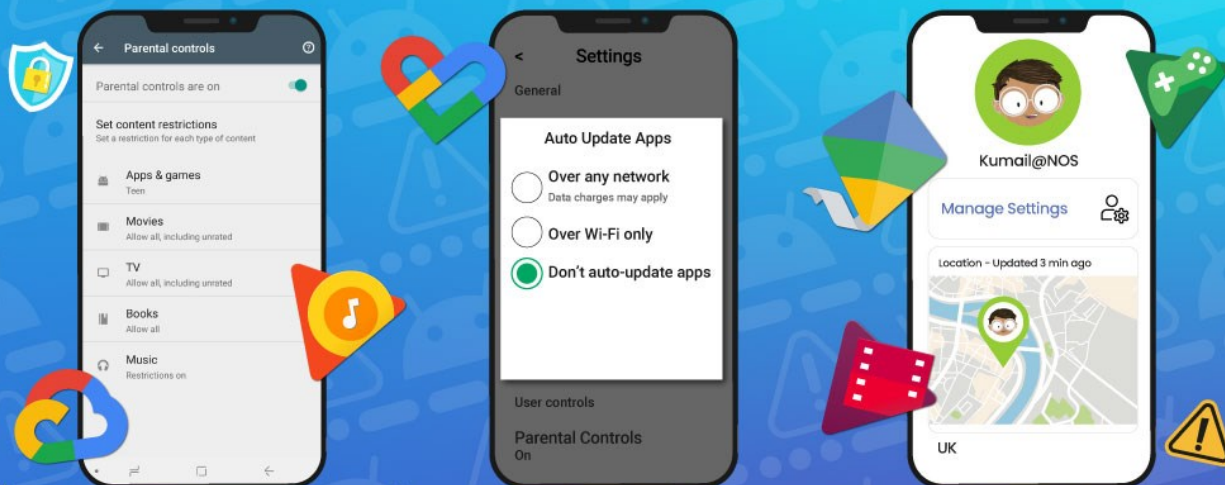 Parental controls
Parental controls are on
Set content restrictions
Set a restriction for each type of content
Apps & games
Teen
Movies
Allow all, including unrated
TV
Allow all, including unrated
Books
Allow all
Music
Restrictions on
< Settings
General
Auto Update Apps
Over any network
Data charges may apply
Over Wi-Fi only
Don't auto-update apps
User controls
Parental Controls
On
Kumail@NOS
Manage Settings
Location - Updated 3 min ago
UK